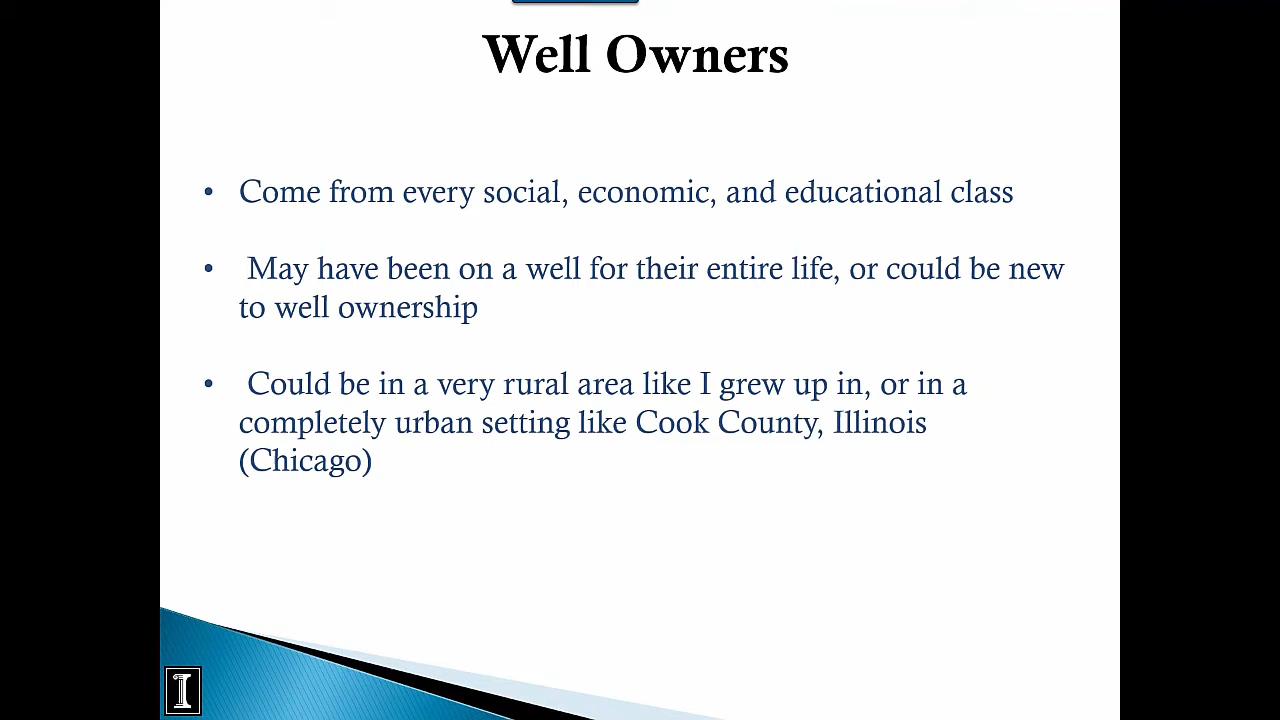 Well Owners
• Come from every social, economic, and educational class
• May have been on a well for their entire life, or could be new
to well ownership
• Could be in a very rural area like I grew up in, or in a
completely urban setting like Cook County, Illinois
(Chicago)
I